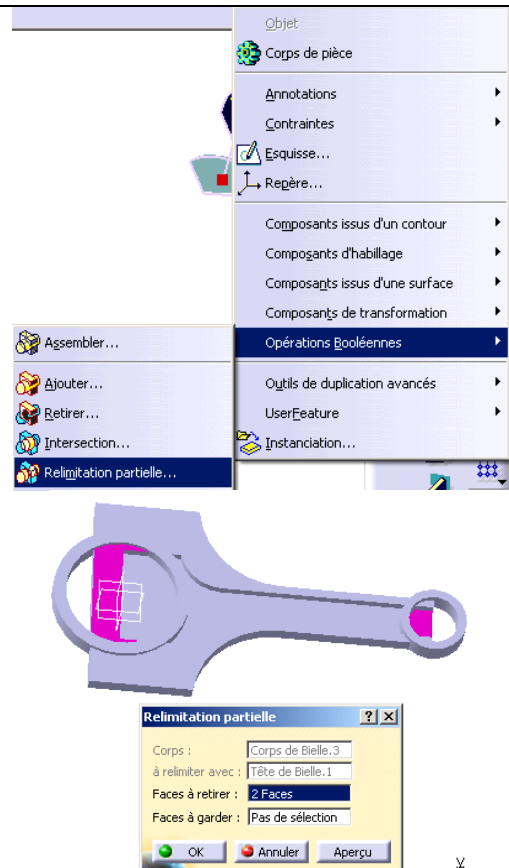 Objet
Corps de pièce
Annotations
Contraintes
Esquisse...
Repère...
Composants issus d'un contour
Composants d'habillage
Composants issus d'une surface
Composants de transformation
Opérations Booléennes
Outils de duplication avancés
UserFeature
Instanciation...
Assembler...
Ajouter...
Retirer...
Intersection...
Relimitation partielle...
Relimitation partielle
Corps : Corps de Bielle.3
à relimiter avec : Tête de Bielle.1
Faces à retirer : 2 Faces
Faces à garder : Pas de sélection
OK Annuler Aperçu